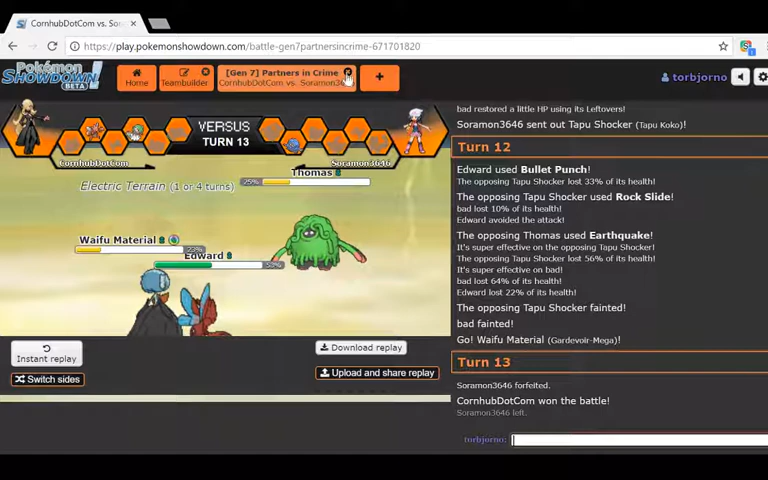 CornhubDotCom vs. So
https://play.pokemonshowdown.com/battle-gen7partnersincrime-671701820
Pokémon
SHOWDOWN
BETA!
Home
Teambuilder
[Gen 7] Partners in Crime
CornhubDotCom vs. Soramon36
torbjorno
VERSUS
TURN 13
CornhubDotCom
Soramon3646
Electric Terrain (1 or 4 turns)
Thomas
25%
Waifu Material
23%
Edward
Instant replay
Switch sides
Download replay
Upload and share replay
bad restored a little HP using its Leftovers!
Soramon3646 sent out Tapu Shocker (Tapu Koko)!
Turn 12
Edward used Bullet Punch!
The opposing Tapu Shocker lost 33% of its health!
The opposing Tapu Shocker used Rock Slide!
bad lost 10% of its health!
Edward avoided the attack!
The opposing Thomas used Earthquake!
It's super effective on the opposing Tapu Shocker!
The opposing Tapu Shocker lost 56% of its health!
It's super effective on bad!
bad lost 64% of its health!
Edward lost 22% of its health!
The opposing Tapu Shocker fainted!
bad fainted!
Go! Waifu Material (Gardevoir-Mega)!
Turn 13
Soramon3646 forfeited.
CornhubDotCom won the battle!
Soramon3646 left.
torbjorno: